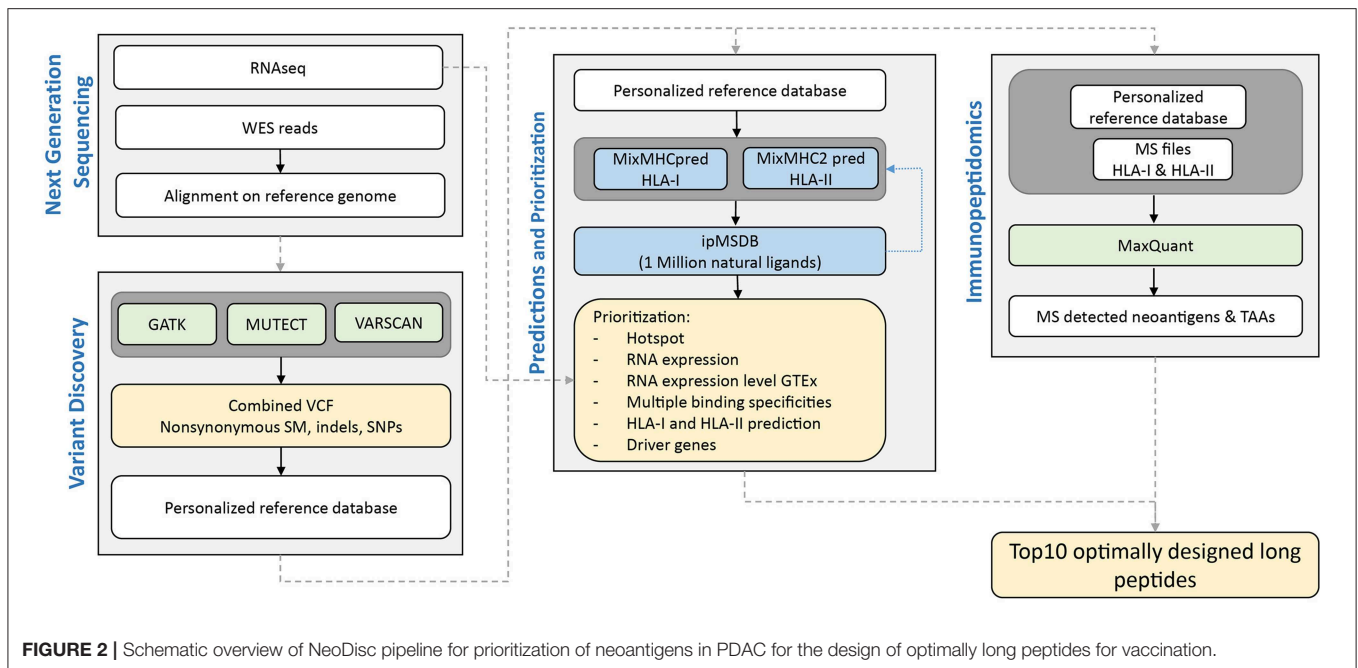 Next Generation
Sequencing
RNAseq
WES reads
Alignment on reference genome
Variant Discovery
GATK
MUTECT
VARSCAN
Combined VCF
Nonsynonymous SM, indels, SNPs
Personalized reference database
Predictions and Prioritization
Personalized reference database
MixMHCpred
HLA-I
MixMHC2 pred
HLA-II
ipMSDB
(1 Million natural ligands)
Prioritization:
- Hotspot
- RNA expression
- RNA expression level GTEx
- Multiple binding specificities
- HLA-I and HLA-II prediction
- Driver genes
Immunopeptidomics
Personalized
reference database
MS files
HLA-I & HLA-II
MaxQuant
MS detected neoantigens & TAAs
Top10 optimally designed long
peptides
FIGURE 2 | Schematic overview of NeoDisc pipeline for prioritization of neoantigens in PDAC for the design of optimally long peptides for vaccination.